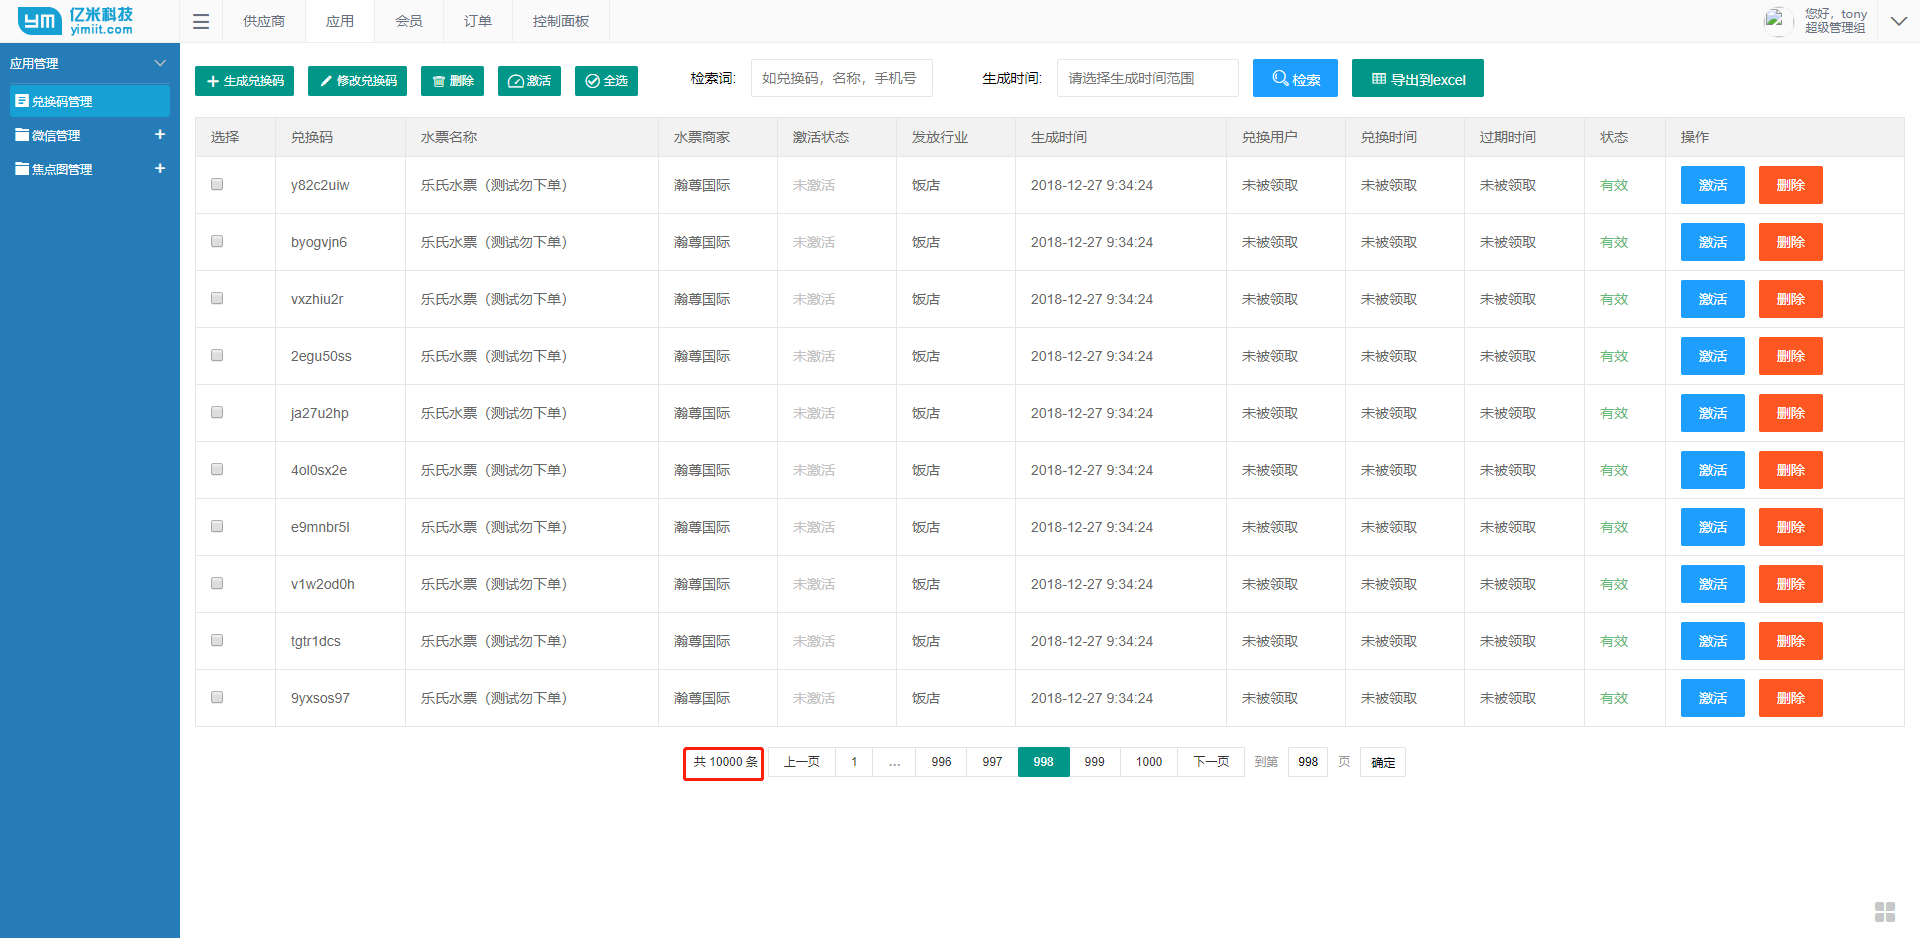 亿米科技
yimiit.com
供应商 应用 会员 订单 控制面板
您好，tony
超级管理组
应用管理
兑换码管理
微信管理
焦点图管理
生成兑换码 修改兑换码 删除 激活 全选 检索词: 如兑换码，名称，手机号 生成时间: 请选择生成时间范围 检索 导出到excel
选择 兑换码 水票名称 水票商家 激活状态 发放行业 生成时间 兑换用户 兑换时间 过期时间 状态 操作
y82c2uiw 乐氏水票（测试勿下单） 瀚尊国际 未激活 饭店 2018-12-27 9:34:24 未被领取 未被领取 未被领取 有效 激活 删除
byogvjn6 乐氏水票（测试勿下单） 瀚尊国际 未激活 饭店 2018-12-27 9:34:24 未被领取 未被领取 未被领取 有效 激活 删除
vxzhiu2r 乐氏水票（测试勿下单） 瀚尊国际 未激活 饭店 2018-12-27 9:34:24 未被领取 未被领取 未被领取 有效 激活 删除
2egu50ss 乐氏水票（测试勿下单） 瀚尊国际 未激活 饭店 2018-12-27 9:34:24 未被领取 未被领取 未被领取 有效 激活 删除
ja27u2hp 乐氏水票（测试勿下单） 瀚尊国际 未激活 饭店 2018-12-27 9:34:24 未被领取 未被领取 未被领取 有效 激活 删除
4ol0sx2e 乐氏水票（测试勿下单） 瀚尊国际 未激活 饭店 2018-12-27 9:34:24 未被领取 未被领取 未被领取 有效 激活 删除
e9mnbr5l 乐氏水票（测试勿下单） 瀚尊国际 未激活 饭店 2018-12-27 9:34:24 未被领取 未被领取 未被领取 有效 激活 删除
v1w2od0h 乐氏水票（测试勿下单） 瀚尊国际 未激活 饭店 2018-12-27 9:34:24 未被领取 未被领取 未被领取 有效 激活 删除
tgtr1dcs 乐氏水票（测试勿下单） 瀚尊国际 未激活 饭店 2018-12-27 9:34:24 未被领取 未被领取 未被领取 有效 激活 删除
9yxsos97 乐氏水票（测试勿下单） 瀚尊国际 未激活 饭店 2018-12-27 9:34:24 未被领取 未被领取 未被领取 有效 激活 删除
共 10000 条 上一页 1 … 996 997 998 999 1000 下一页 到第 998 页 确定